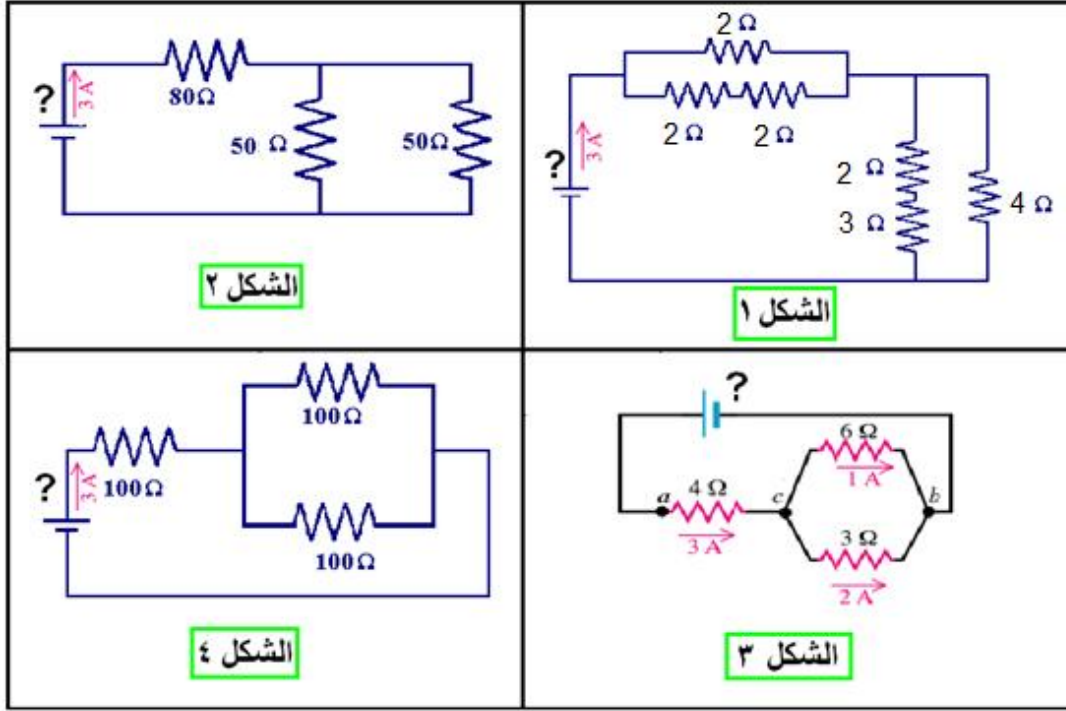 2 Ω
2 Ω 2 Ω
?
3 A
2 Ω
3 Ω
4 Ω
الشكل ١
?
3 A
80Ω
50 Ω
50Ω
الشكل ٢
?
6 Ω
1 A
a
4 Ω
c
b
3 A
3 Ω
2 A
الشكل ٣
100Ω
?
3 A
100Ω
100Ω
الشكل ٤